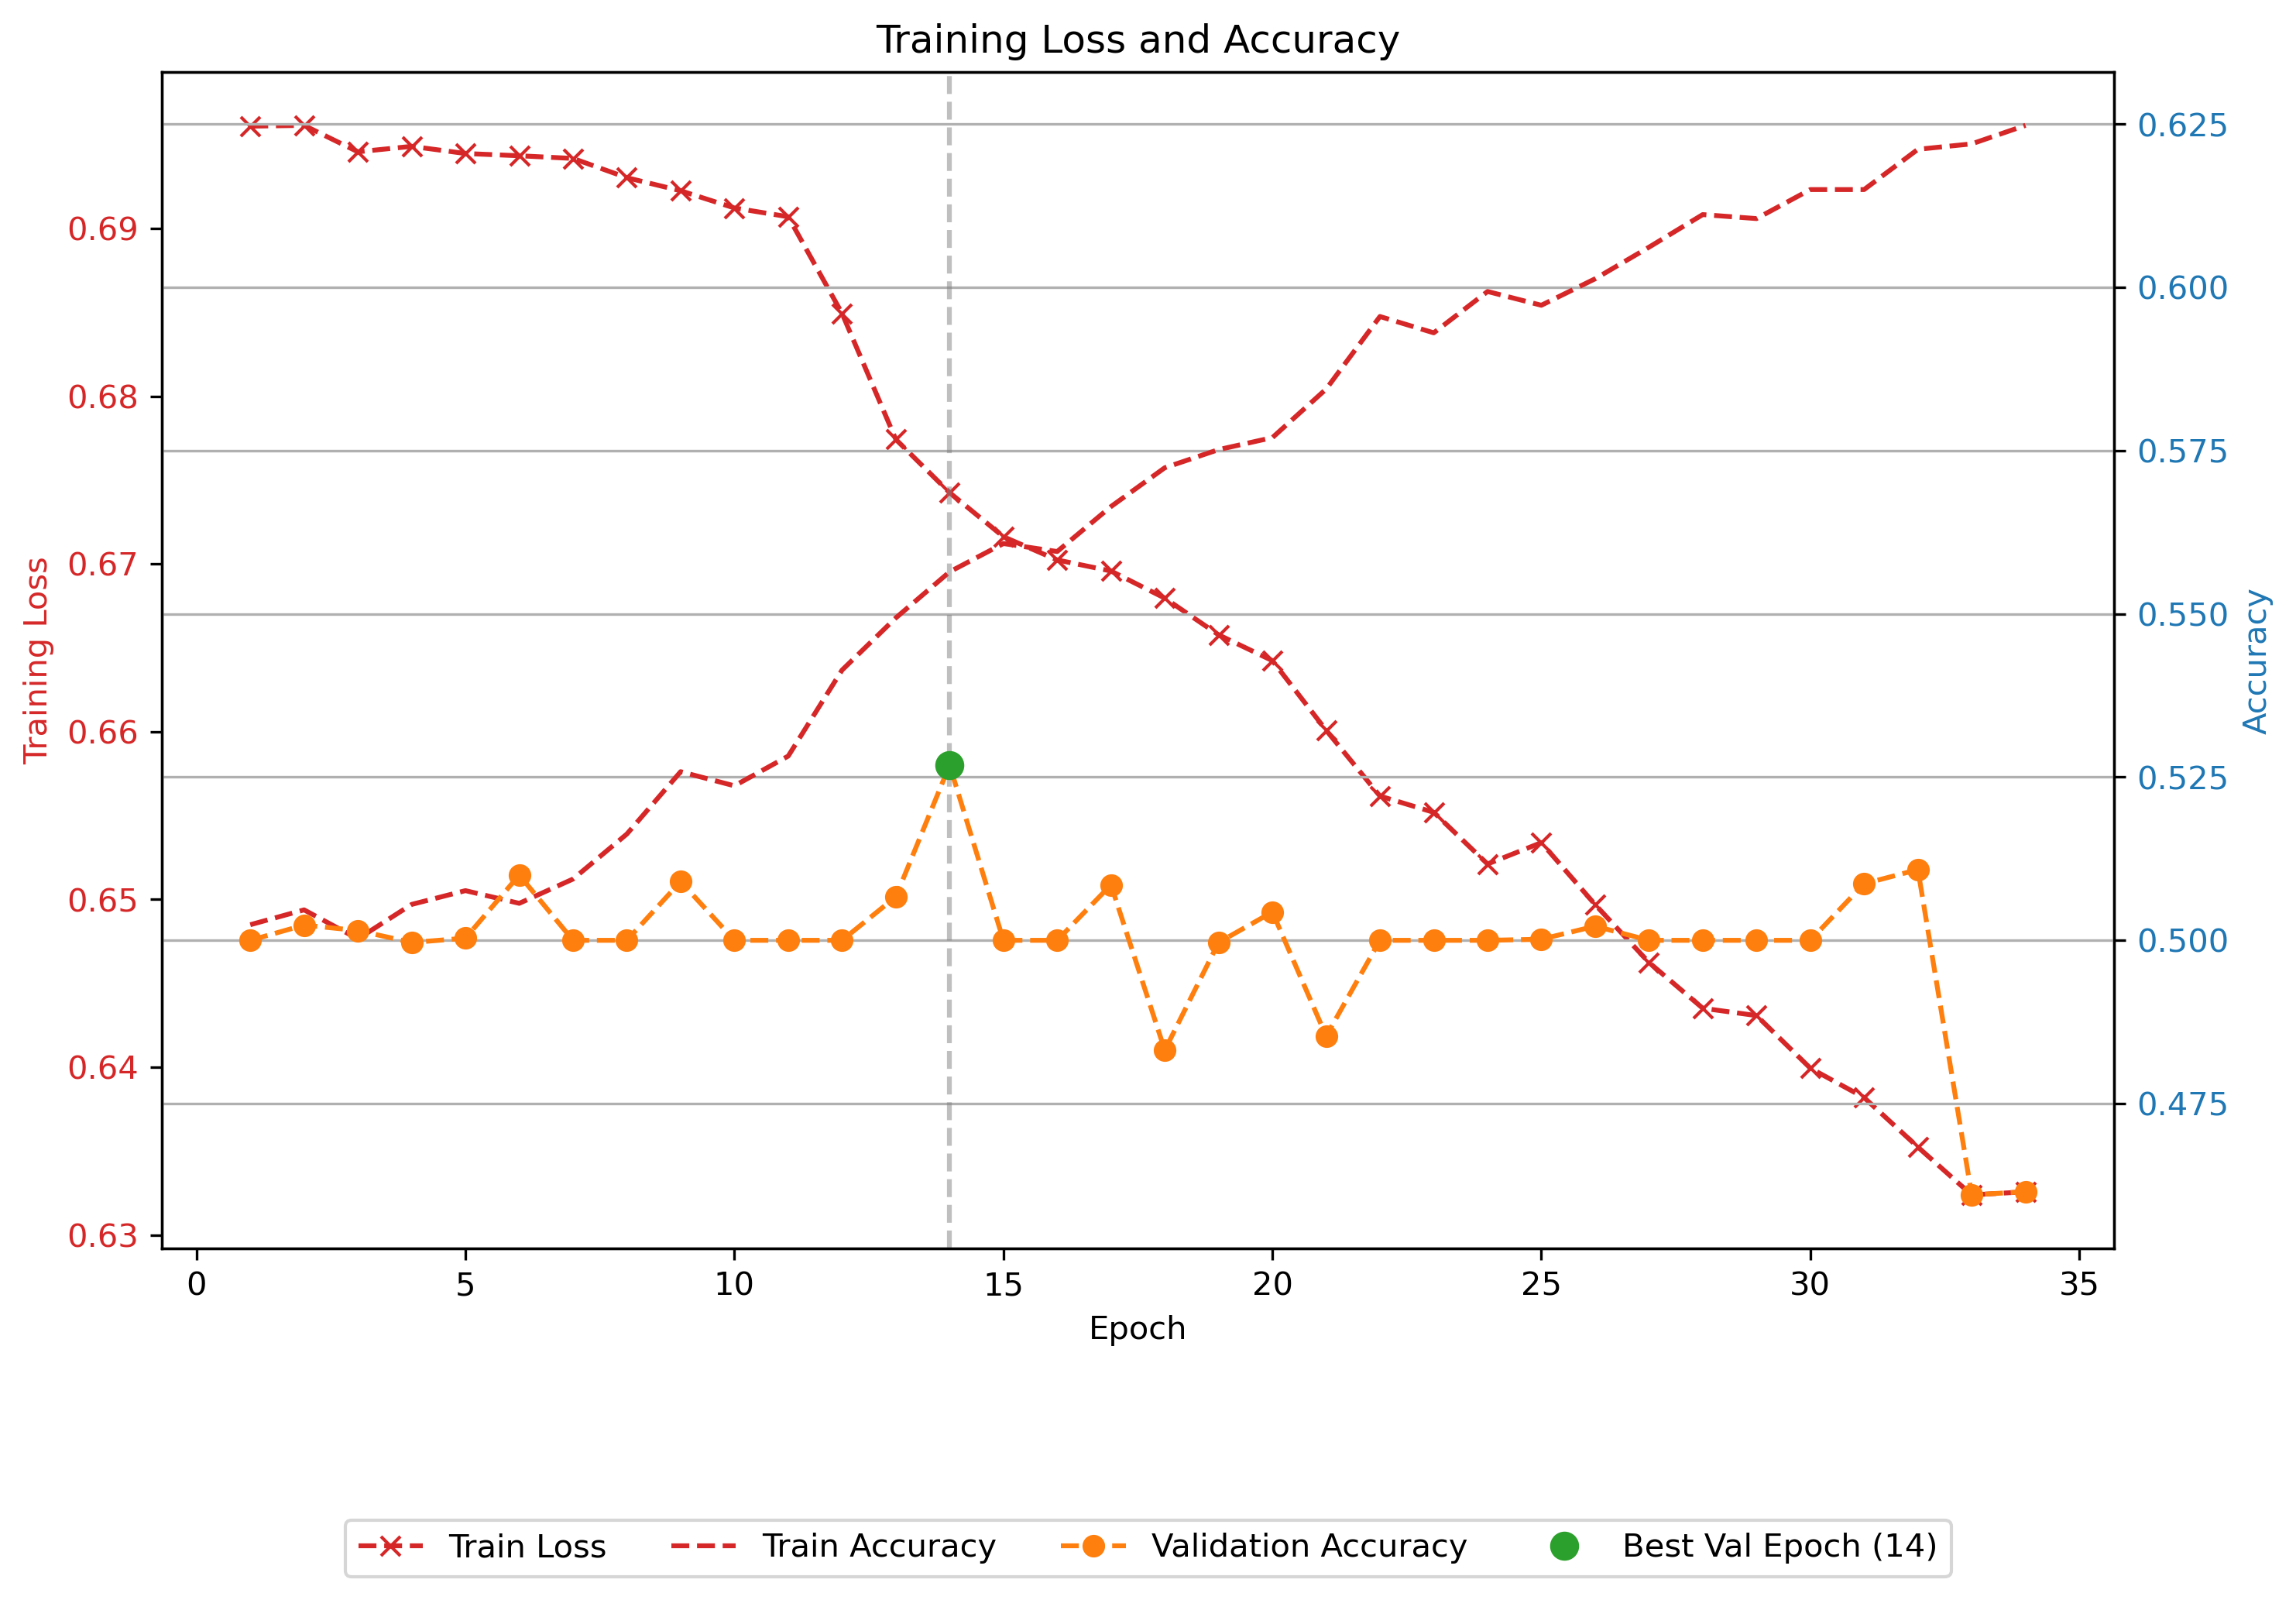 Training Loss and Accuracy
0.69
0.68
0.67
0.66
0.65
0.64
0.63
Training Loss
0.625
0.600
0.575
0.550
0.525
0.500
0.475
Accuracy
0 5 10 15 20 25 30 35
Epoch
Train Loss Train Accuracy Validation Accuracy Best Val Epoch (14)